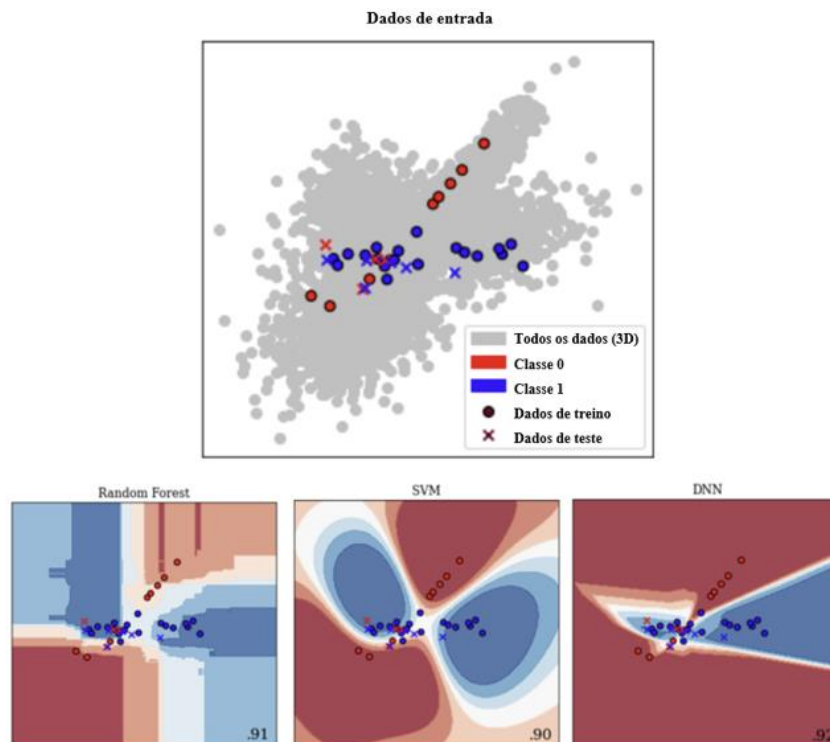 Dados de entrada
Todos os dados (3D)
Classe 0
Classe 1
Dados de treino
Dados de teste
Random Forest
SVM
DNN
.91
.90
.92